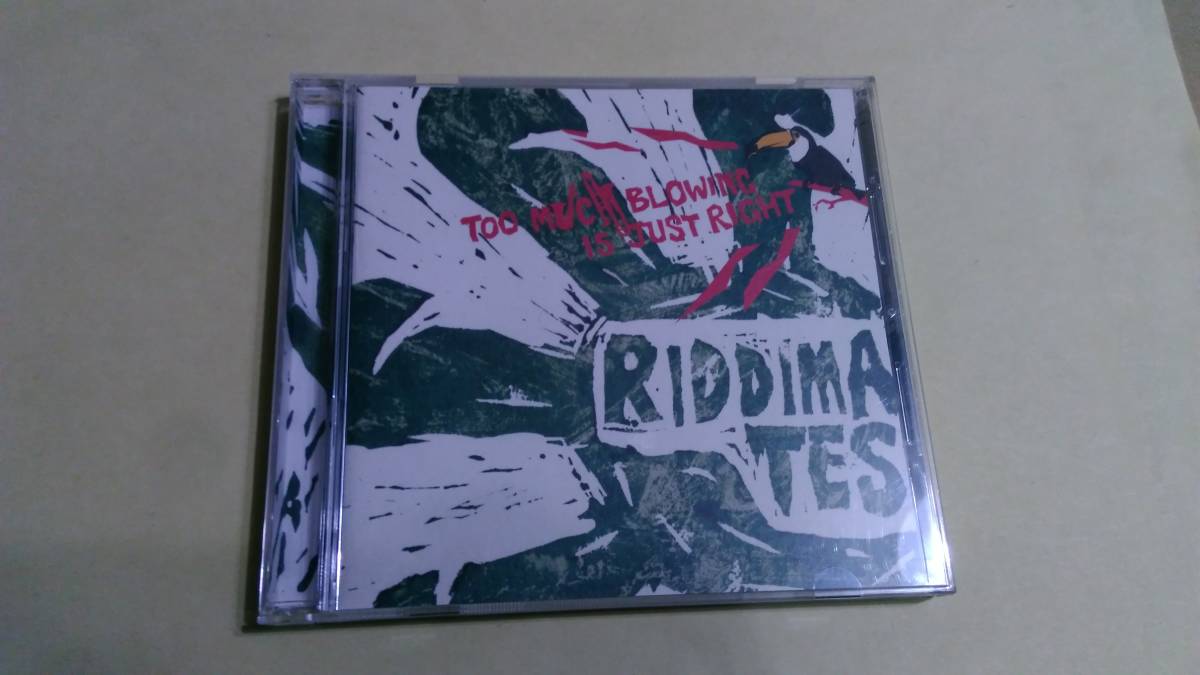 TOO MUCH BLOWING
IS JUST RIGHT
RIDDIMA
TES